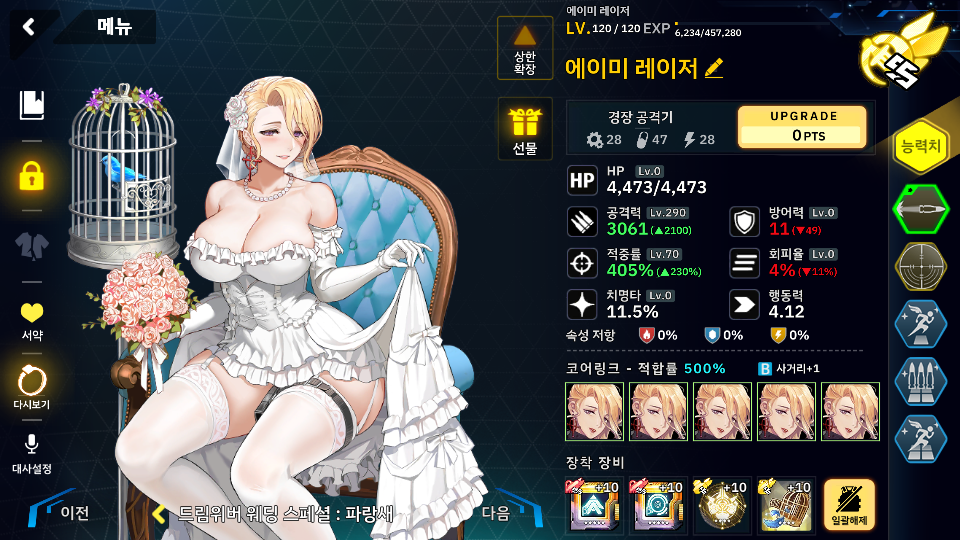 메뉴
상한
확장
선물
서약
다시보기
대사설정
이전
드림위버 웨딩 스페셜 : 파랑새
다음
에이미 레이저
LV. 120 / 120 EXP 6,234/457,280
에이미 레이저
SS
경장 공격기
28 47 28
UPGRADE
0PTS
능력치
HP HP Lv.0
4,473/4,473
공격력 Lv.290
3061(▲2100)
방어력 Lv.0
11(▼49)
적중률 Lv.70
405%(▲230%)
회피율 Lv.0
4%(▼11%)
치명타 Lv.0
11.5%
행동력
4.12
속성 저항 0% 0% 0%
코어링크 - 적합률 500% B 사거리+1
장착 장비
+10 +10 +10 +10
일괄해제